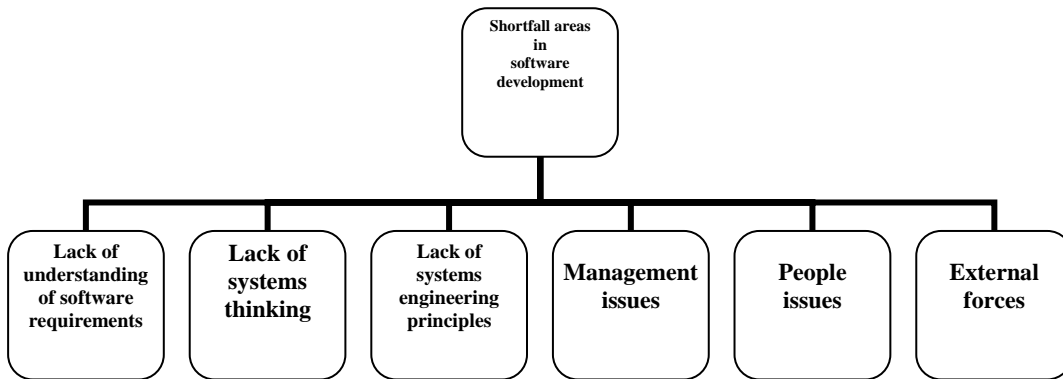 Shortfall areas
in
software
development
Lack of
understanding
of software
requirements
Lack of
systems
thinking
Lack of
systems
engineering
principles
Management
issues
People
issues
External
forces